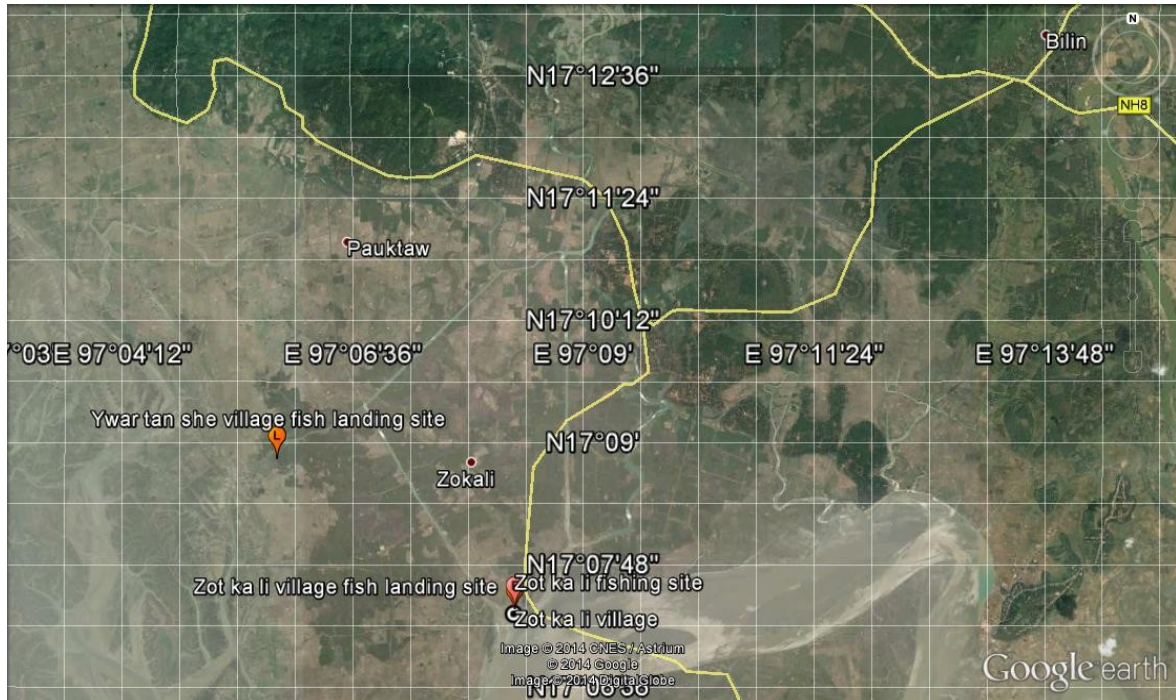 N
Bilin
N17°12'36"
NH8
N17°11'24"
Pauktaw
N17°10'12"
7°03
E 97°04'12"
E 97°06'36"
E 97°09'
E 97°11'24"
E 97°13'48"
Ywar tan she village fish landing site
L
N17°09'
Zokali
N17°07'48"
Zot ka li village fish landing site
Zot ka li fishing site
C
Zot ka li village
Image © 2014 CNES / Astrium
© 2014 Google
Image © 2014 DigitalGlobe
Google earth